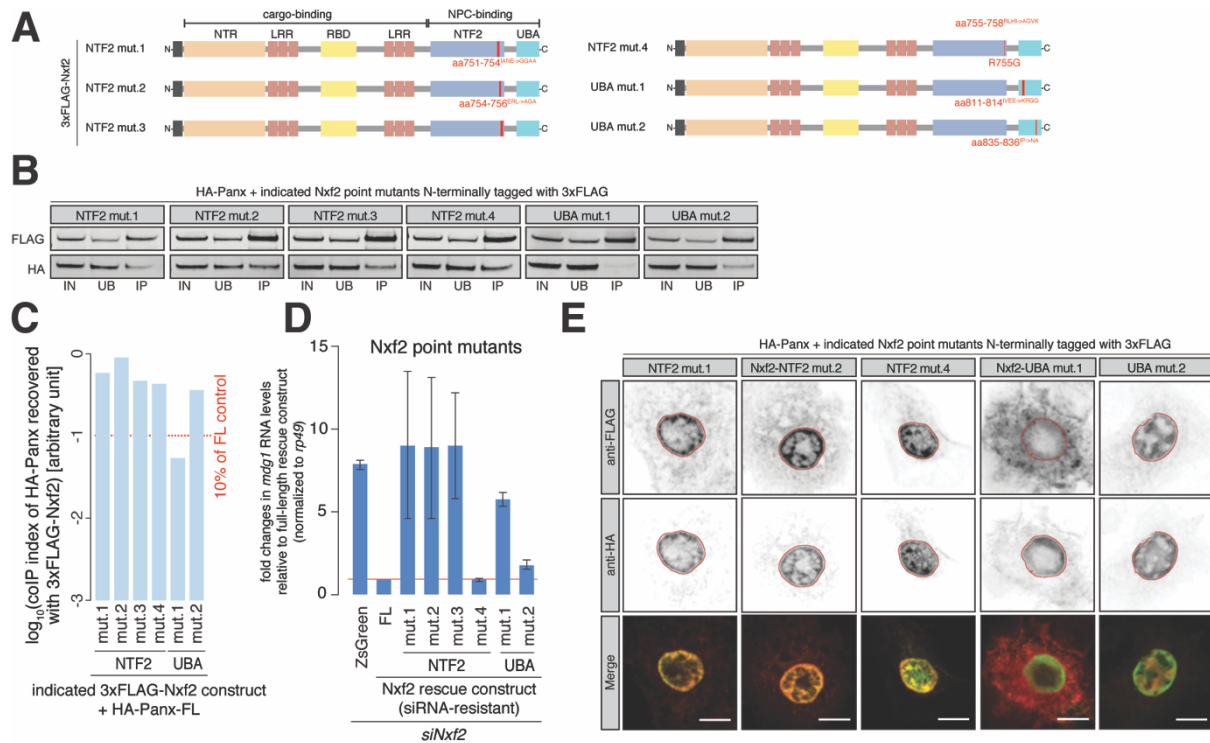 A
3xFLAG-Nxf2
cargo-binding
NPC-binding
NTR LRR RBD LRR NTF2 UBA
NTF2 mut.1 N- -C
aa751-754
NTF2 mut.2 N- -C
aa754-756ERL->AGA
NTF2 mut.3 N- -C
aa755-758
NTF2 mut.4 N- -C
R755G
UBA mut.1 N- -C
aa811-814
UBA mut.2 N- -C
aa835-836IP->NA
B
HA-Panx + indicated Nxf2 point mutants N-terminally tagged with 3xFLAG
NTF2 mut.1 NTF2 mut.2 NTF2 mut.3 NTF2 mut.4 UBA mut.1 UBA mut.2
FLAG
HA
IN UB IP IN UB IP IN UB IP IN UB IP IN UB IP IN UB IP
C
log10(coIP index of HA-Panx recovered
with 3xFLAG-Nxf2) [arbitrary unit]
0
-1
-2
-3
10% of FL control
mut.1 mut.2 mut.3 mut.4 mut.1 mut.2
NTF2 UBA
indicated 3xFLAG-Nxf2 construct
+ HA-Panx-FL
D
Nxf2 point mutants
fold changes in mdg1 RNA levels
relative to full-length rescue construct
(normalized to rp49)
15
10
5
0
ZsGreen FL mut.1 mut.2 mut.3 mut.4 mut.1 mut.2
NTF2 UBA
Nxf2 rescue construct
(siRNA-resistant)
siNxf2
E
HA-Panx + indicated Nxf2 point mutants N-terminally tagged with 3xFLAG
NTF2 mut.1 Nxf2-NTF2 mut.2 NTF2 mut.4 Nxf2-UBA mut.1 UBA mut.2
anti-FLAG
anti-HA
Merge